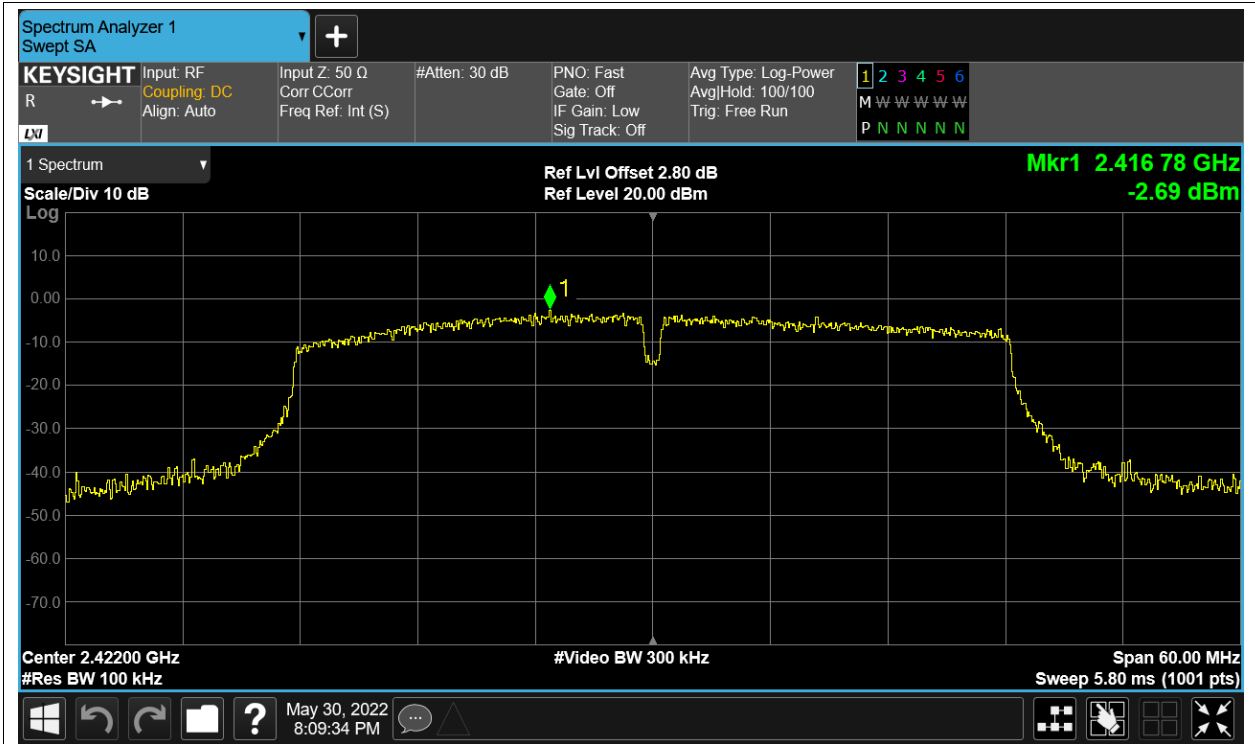 Spectrum Analyzer 1
Swept SA
KEYSIGHT
R
LXI
Input: RF
Coupling: DC
Align: Auto
Input Z: 50 Ω
Corr CCorr
Freq Ref: Int (S)
#Atten: 30 dB
PNO: Fast
Gate: Off
IF Gain: Low
Sig Track: Off
Avg Type: Log-Power
Avg|Hold: 100/100
Trig: Free Run
1 2 3 4 5 6
M W W W W W
P N N N N N
1 Spectrum
Scale/Div 10 dB
Log
Ref Lvl Offset 2.80 dB
Ref Level 20.00 dBm
Mkr1 2.416 78 GHz
-2.69 dBm
10.0
0.00
-10.0
-20.0
-30.0
-40.0
-50.0
-60.0
-70.0
1
Center 2.42200 GHz
#Res BW 100 kHz
#Video BW 300 kHz
Span 60.00 MHz
Sweep 5.80 ms (1001 pts)
?
May 30, 2022
8:09:34 PM